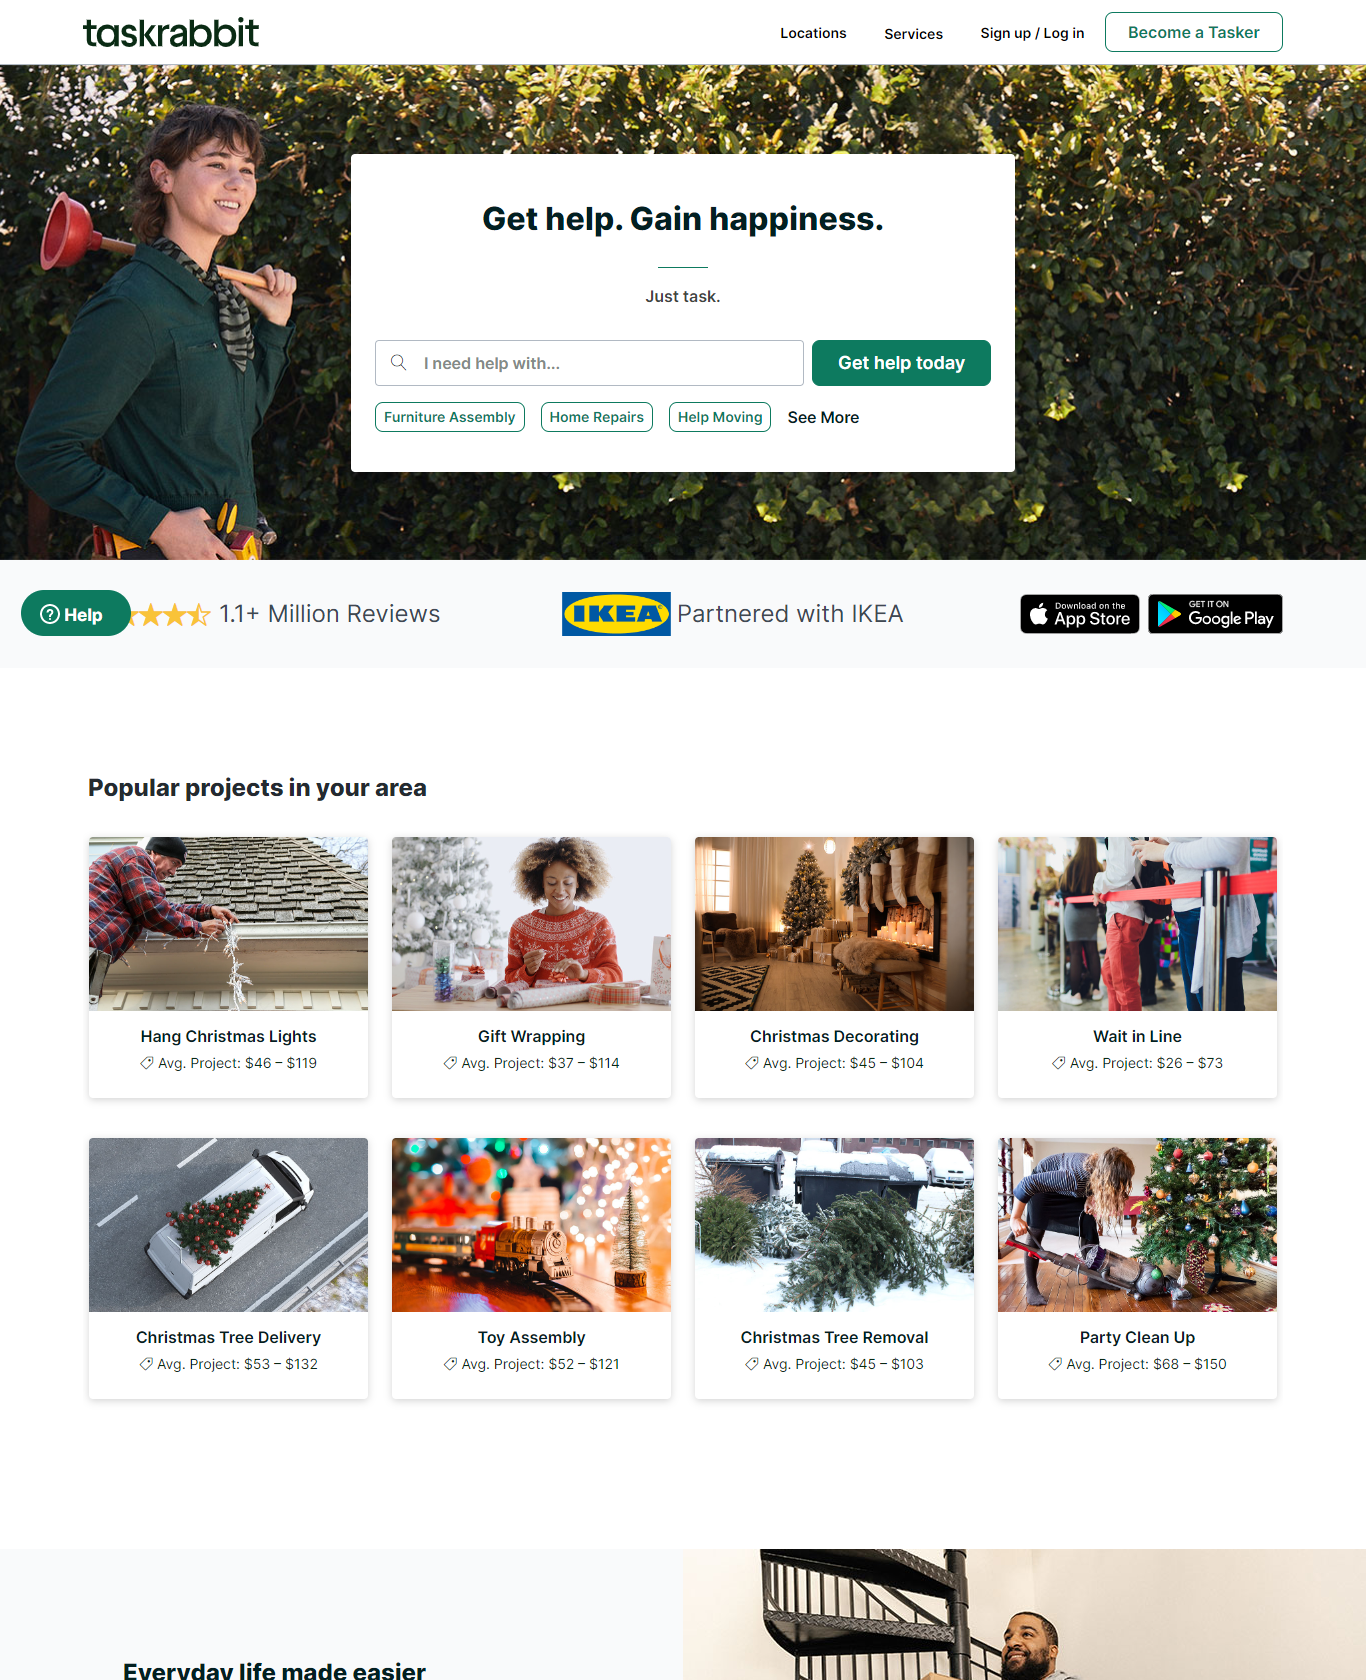 taskrabbit
Locations
Services
Sign up / Log in
Become a Tasker
Get help. Gain happiness.
Just task.
I need help with...
Get help today
Furniture Assembly
Home Repairs
Help Moving
See More
Help
1.1+ Million Reviews
IKEA
Partnered with IKEA
Download on the
App Store
GET IT ON
Google Play
Popular projects in your area
Hang Christmas Lights
Avg. Project: $46 – $119
Gift Wrapping
Avg. Project: $37 – $114
Christmas Decorating
Avg. Project: $45 – $104
Wait in Line
Avg. Project: $26 – $73
Christmas Tree Delivery
Avg. Project: $53 – $132
Toy Assembly
Avg. Project: $52 – $121
Christmas Tree Removal
Avg. Project: $45 – $103
Party Clean Up
Avg. Project: $68 – $150
Everyday life made easier